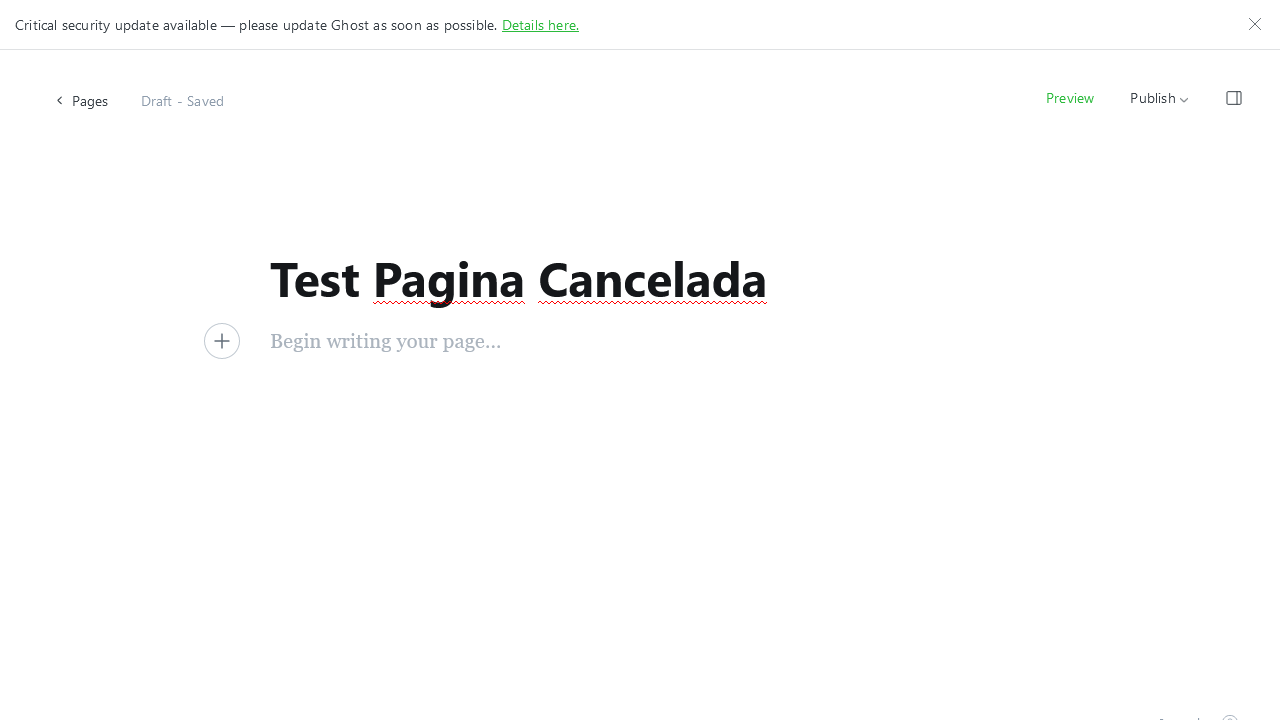 Critical security update available — please update Ghost as soon as possible. Details here.
Pages
Draft - Saved
Preview
Publish
Test Pagina Cancelada
Begin writing your page...